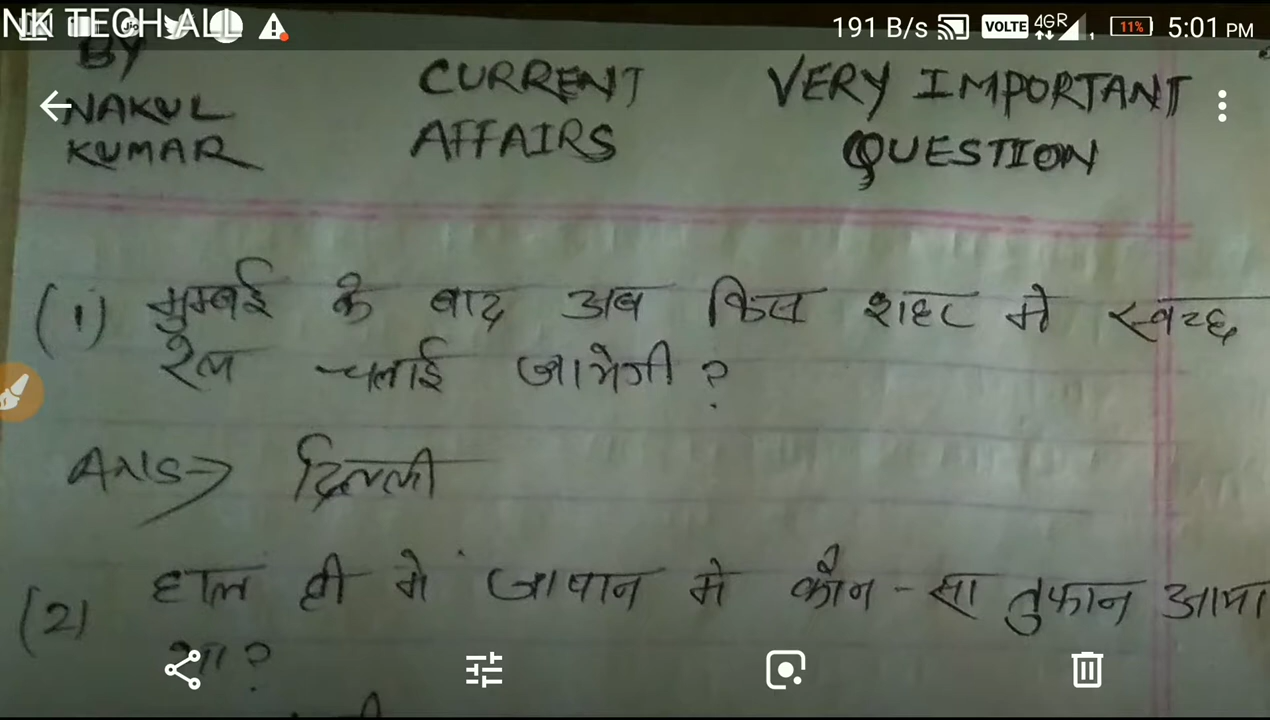 NK TECH ALL
191 B/s VOLTE 4GR 11% 5:01 PM
BY
NAKUL
KUMAR
CURRENT
AFFAIRS
VERY IMPORTANT
QUESTION
(1) मुम्बई के बाद अब किस शहर मे स्वच्छ
रेल चलाई जायेगी ?
Ans→ दिल्ली
(2) हाल ही मे जापान मे कौन - सा तुफान आया
था ?